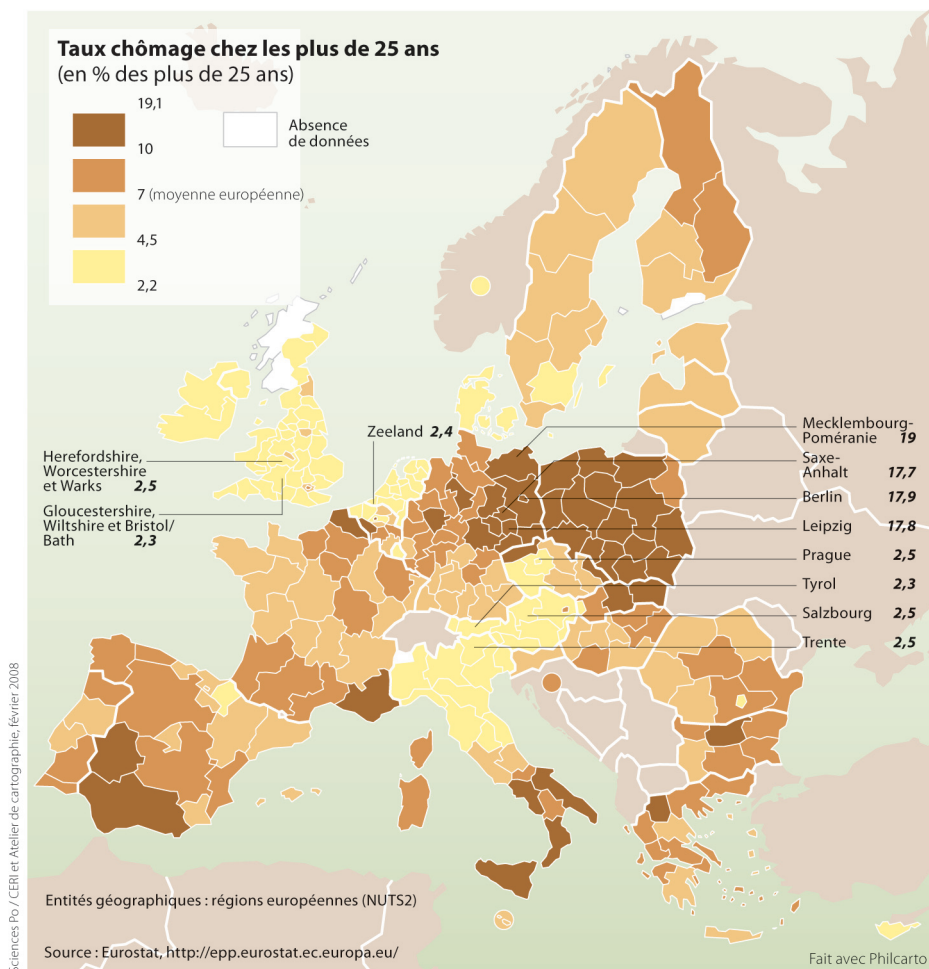 Taux chômage chez les plus de 25 ans
(en % des plus de 25 ans)
19,1
10
7 (moyenne européenne)
4,5
2,2
Absence
de données
Zeeland 2,4
Herefordshire,
Worcestershire
et Warks 2,5
Gloucestershire,
Wiltshire et Bristol/
Bath 2,3
Mecklembourg-
Poméranie 19
Saxe-
Anhalt 17,7
Berlin 17,9
Leipzig 17,8
Prague 2,5
Tyrol 2,3
Salzbourg 2,5
Trente 2,5
Entités géographiques : régions européennes (NUTS2)
Source : Eurostat, http://epp.eurostat.ec.europa.eu/
Fait avec Philcarto
Sciences Po / CERI et Atelier de cartographie, février 2008